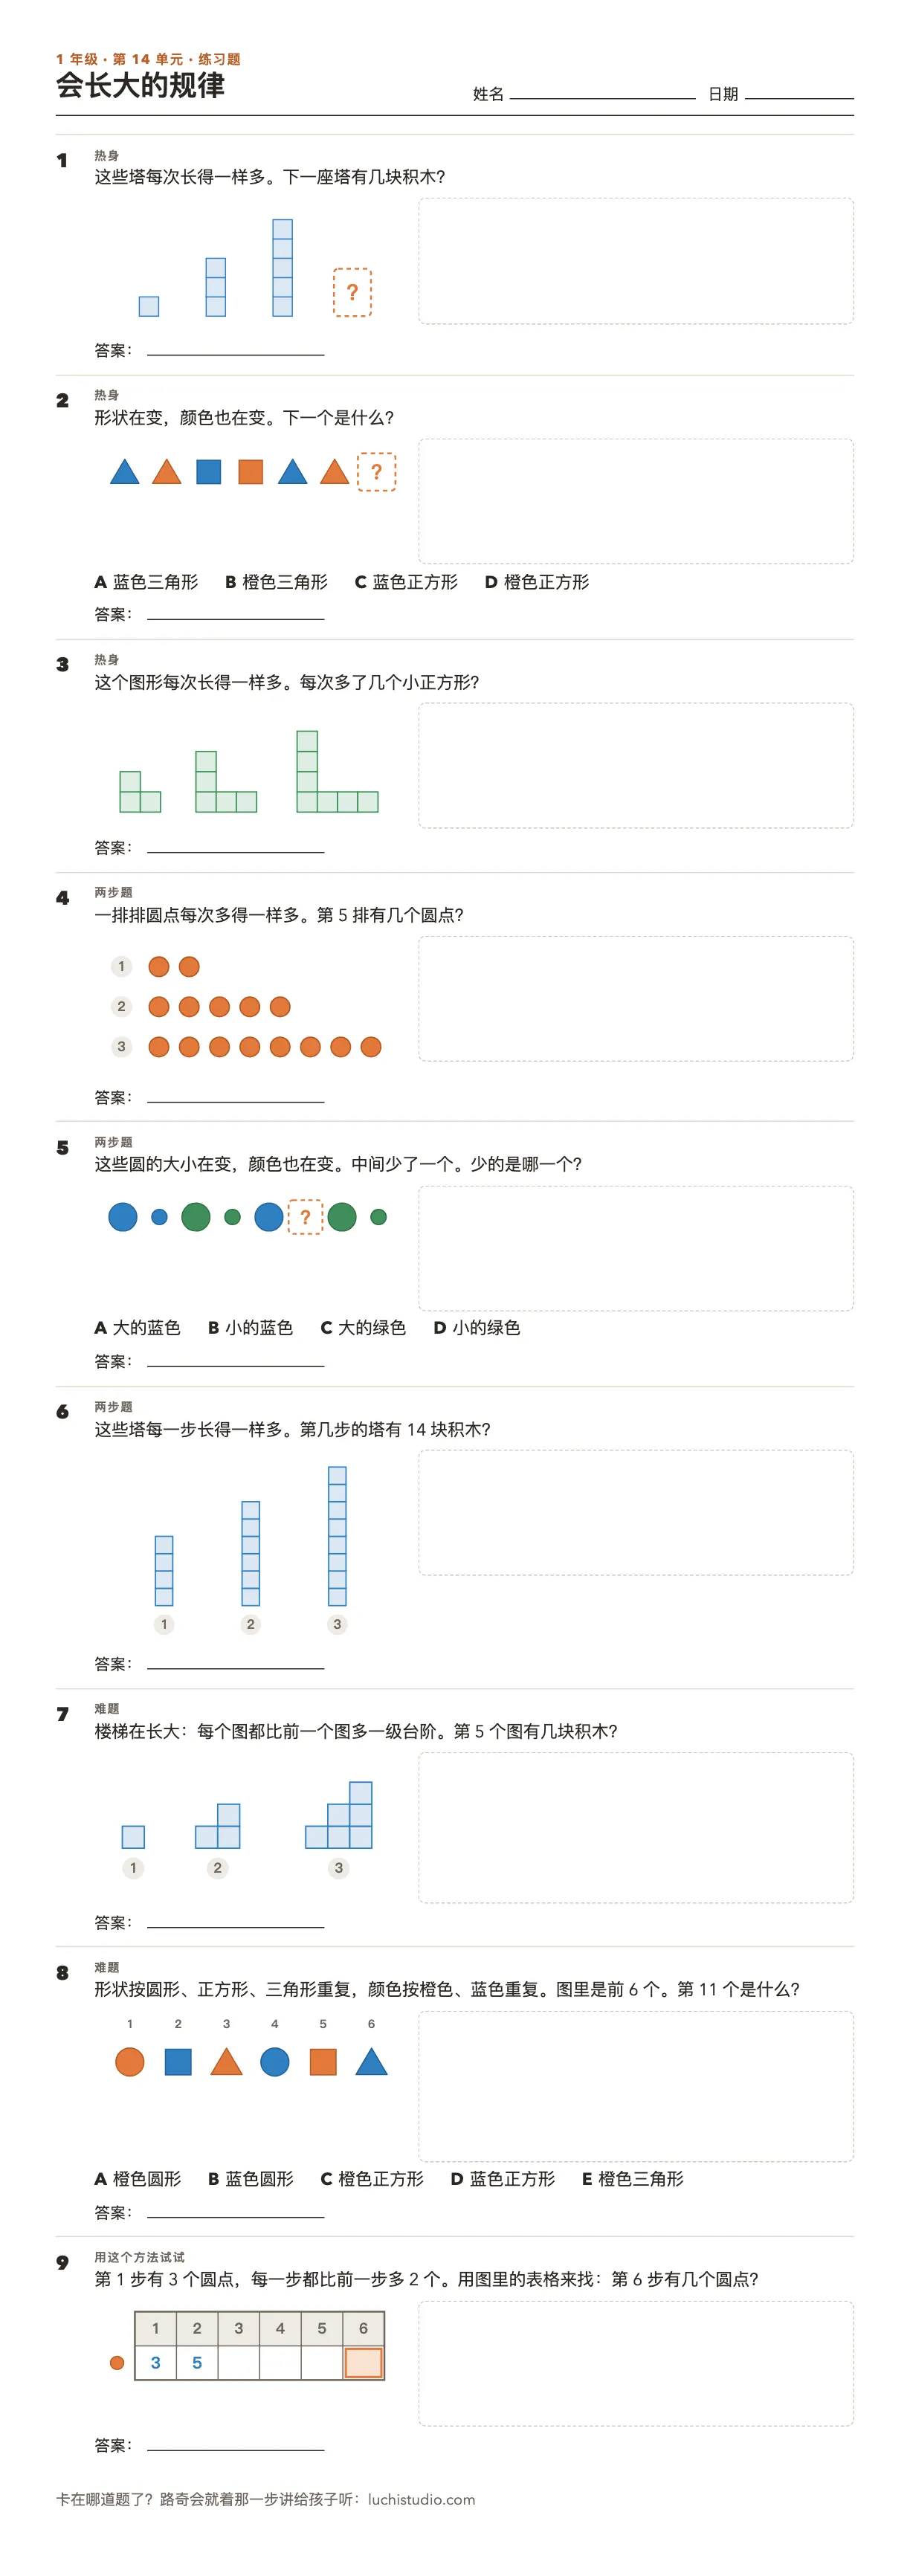 1 年级 · 第 14 单元 · 练习题
会长大的规律
姓名
日期
1
热身
这些塔每次长得一样多。下一座塔有几块积木？
?
答案：
2
热身
形状在变，颜色也在变。下一个是什么？
?
A 蓝色三角形 B 橙色三角形 C 蓝色正方形 D 橙色正方形
答案：
3
热身
这个图形每次长得一样多。每次多了几个小正方形？
答案：
4
两步题
一排排圆点每次多得一样多。第 5 排有几个圆点？
1
2
3
答案：
5
两步题
这些圆的大小在变，颜色也在变。中间少了一个。少的是哪一个？
?
A 大的蓝色 B 小的蓝色 C 大的绿色 D 小的绿色
答案：
6
两步题
这些塔每一步长得一样多。第几步的塔有 14 块积木？
1 2 3
答案：
7
难题
楼梯在长大：每个图都比前一个图多一级台阶。第 5 个图有几块积木？
1 2 3
答案：
8
难题
形状按圆形、正方形、三角形重复，颜色按橙色、蓝色重复。图里是前 6 个。第 11 个是什么？
1 2 3 4 5 6
A 橙色圆形 B 蓝色圆形 C 橙色正方形 D 蓝色正方形 E 橙色三角形
答案：
9
用这个方法试试
第 1 步有 3 个圆点，每一步都比前一步多 2 个。用图里的表格来找：第 6 步有几个圆点？
1 2 3 4 5 6
3 5
答案：
卡在哪道题了？路奇会就着那一步讲给孩子听：luchistudio.com